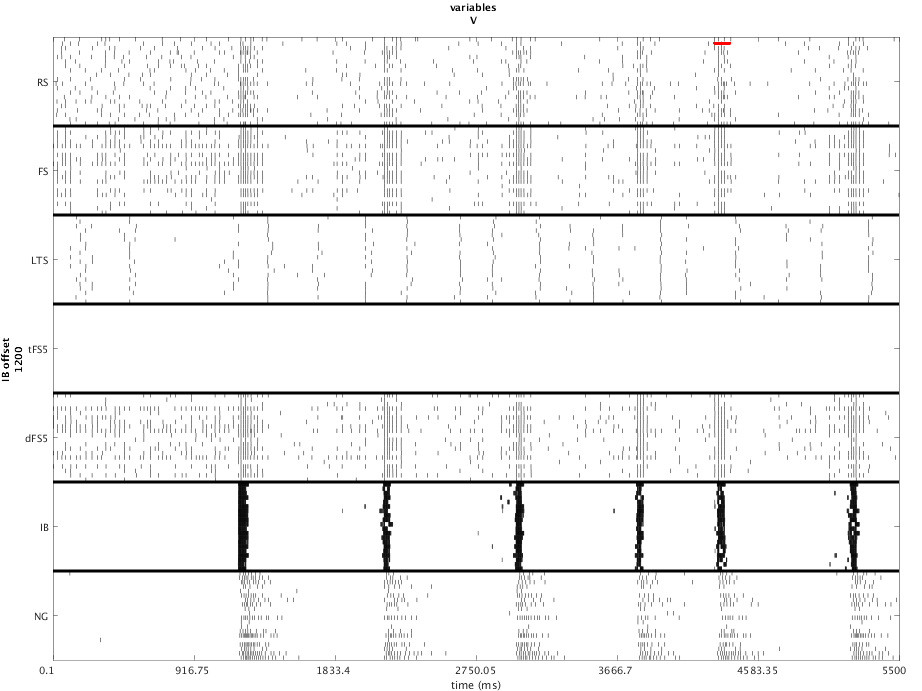 variables
V
RS
FS
LTS
tFS5
dFS5
IB
NG
IB offset
1200
0.1 916.75 1833.4 2750.05 3666.7 4583.35 5500
time (ms)